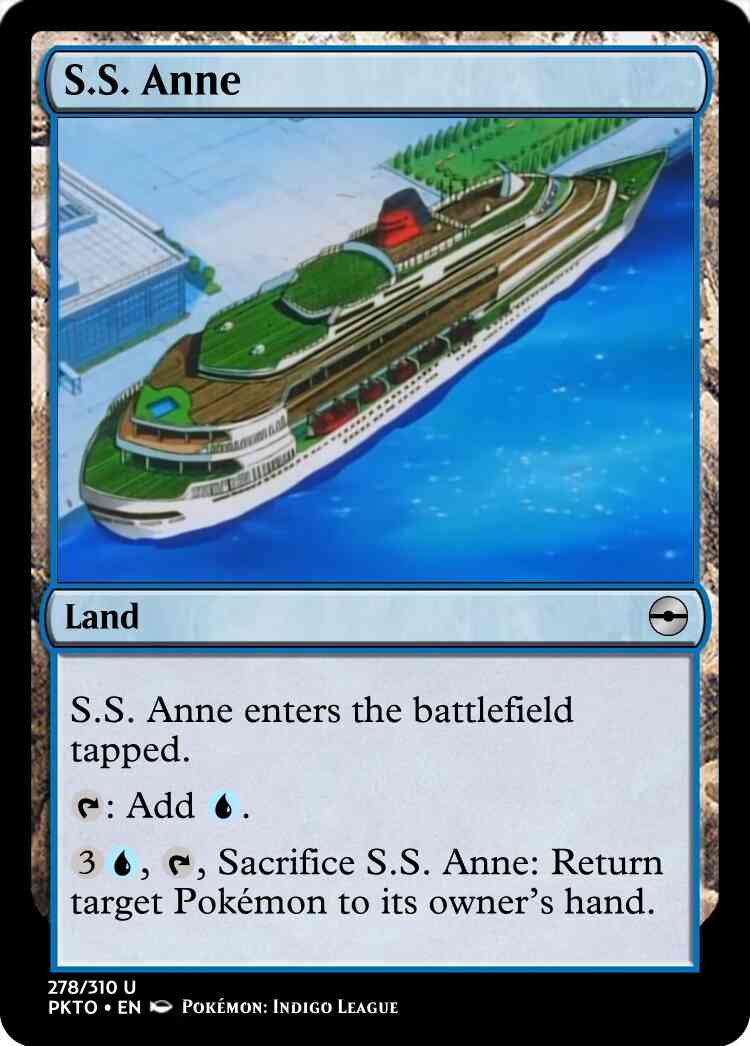 S.S. Anne
Land
S.S. Anne enters the battlefield
tapped.
: Add .
3 , , Sacrifice S.S. Anne: Return
target Pokémon to its owner's hand.
278/310 U
PKTO • EN Pokémon: Indigo League